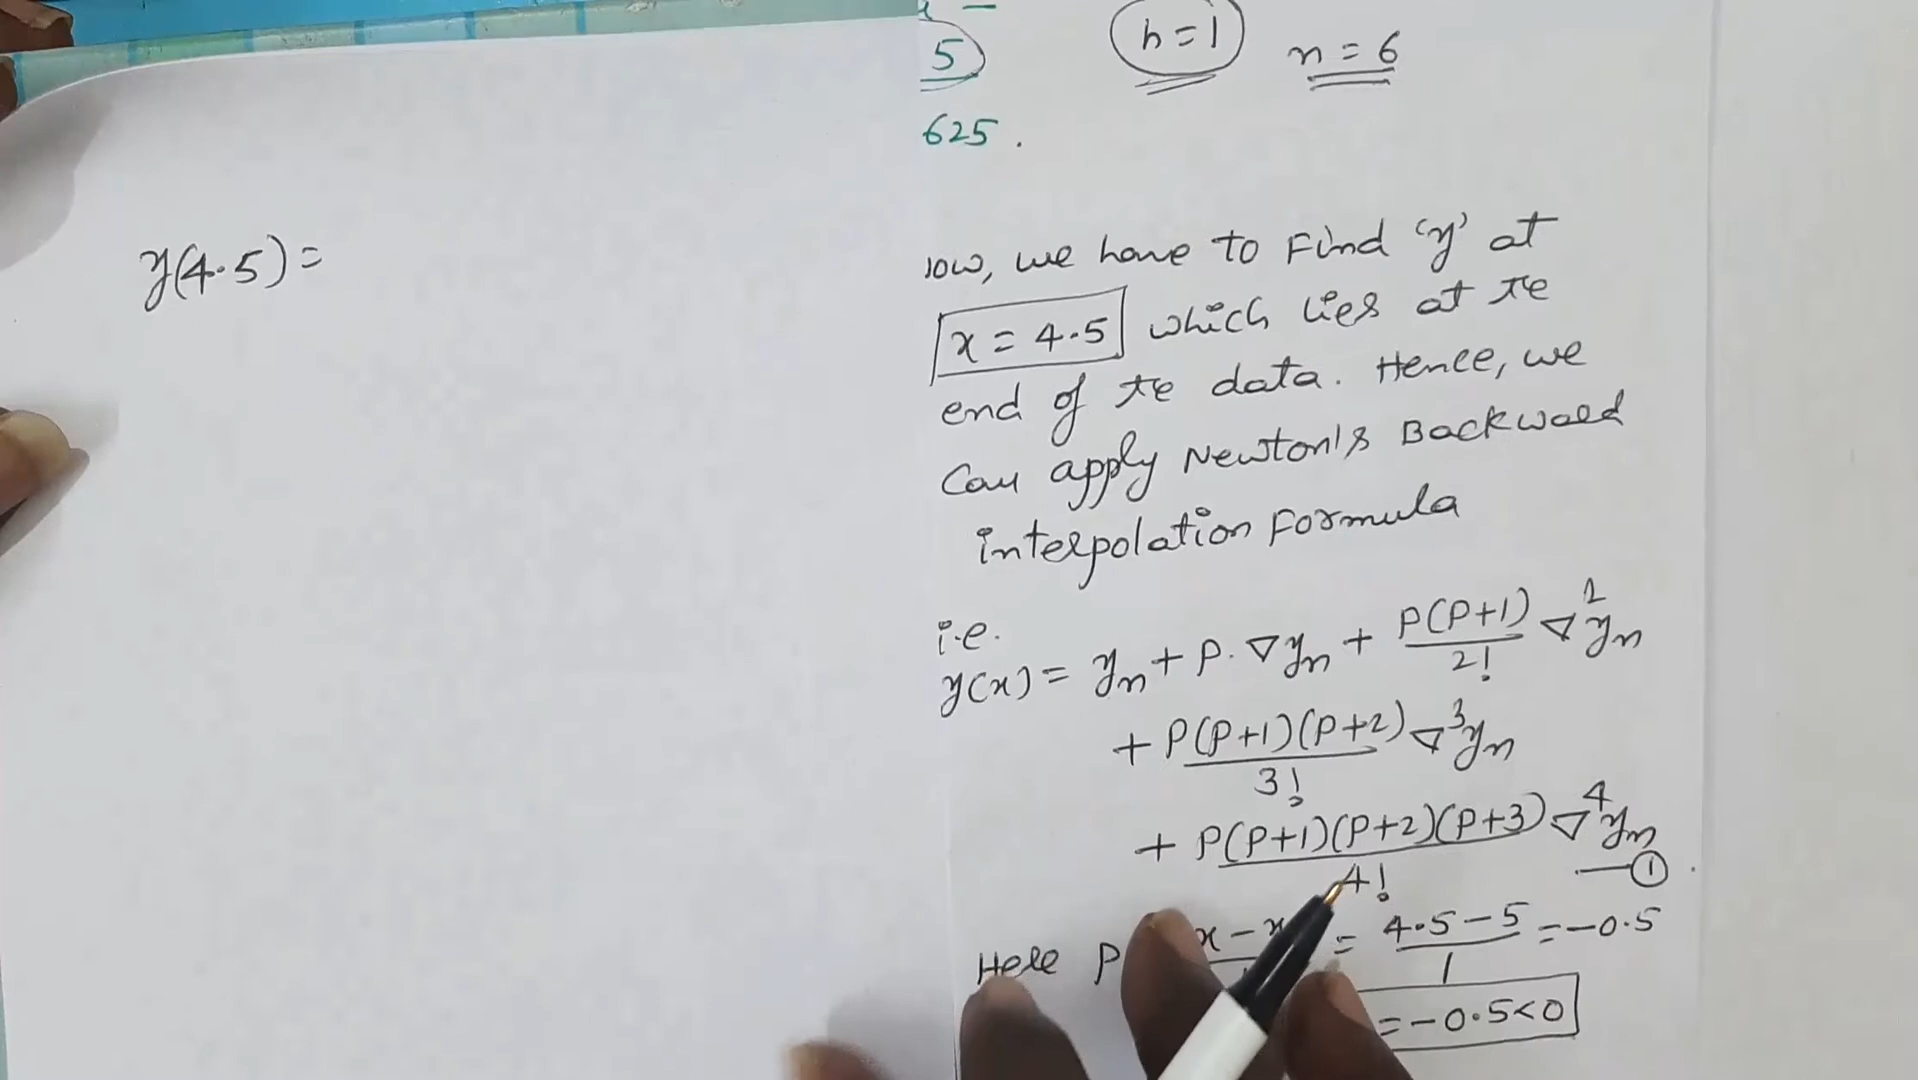 5 h=1 n=6
625.
y(4.5)=
we have to Find 'y' at
x = 4.5 which lies at the
end of the data. Hence, we
Can apply Newton's Backward
interpolation Formula
i.e.
y(x) = yₙ + P.∇yₙ + P(P+1)/2! ∇²yₙ
+ P(P+1)(P+2)/3! ∇³yₙ
+ P(P+1)(P+2)(P+3)/4! ∇⁴yₙ —①
Here P x-x = 4.5-5/1 = -0.5
= -0.5<0